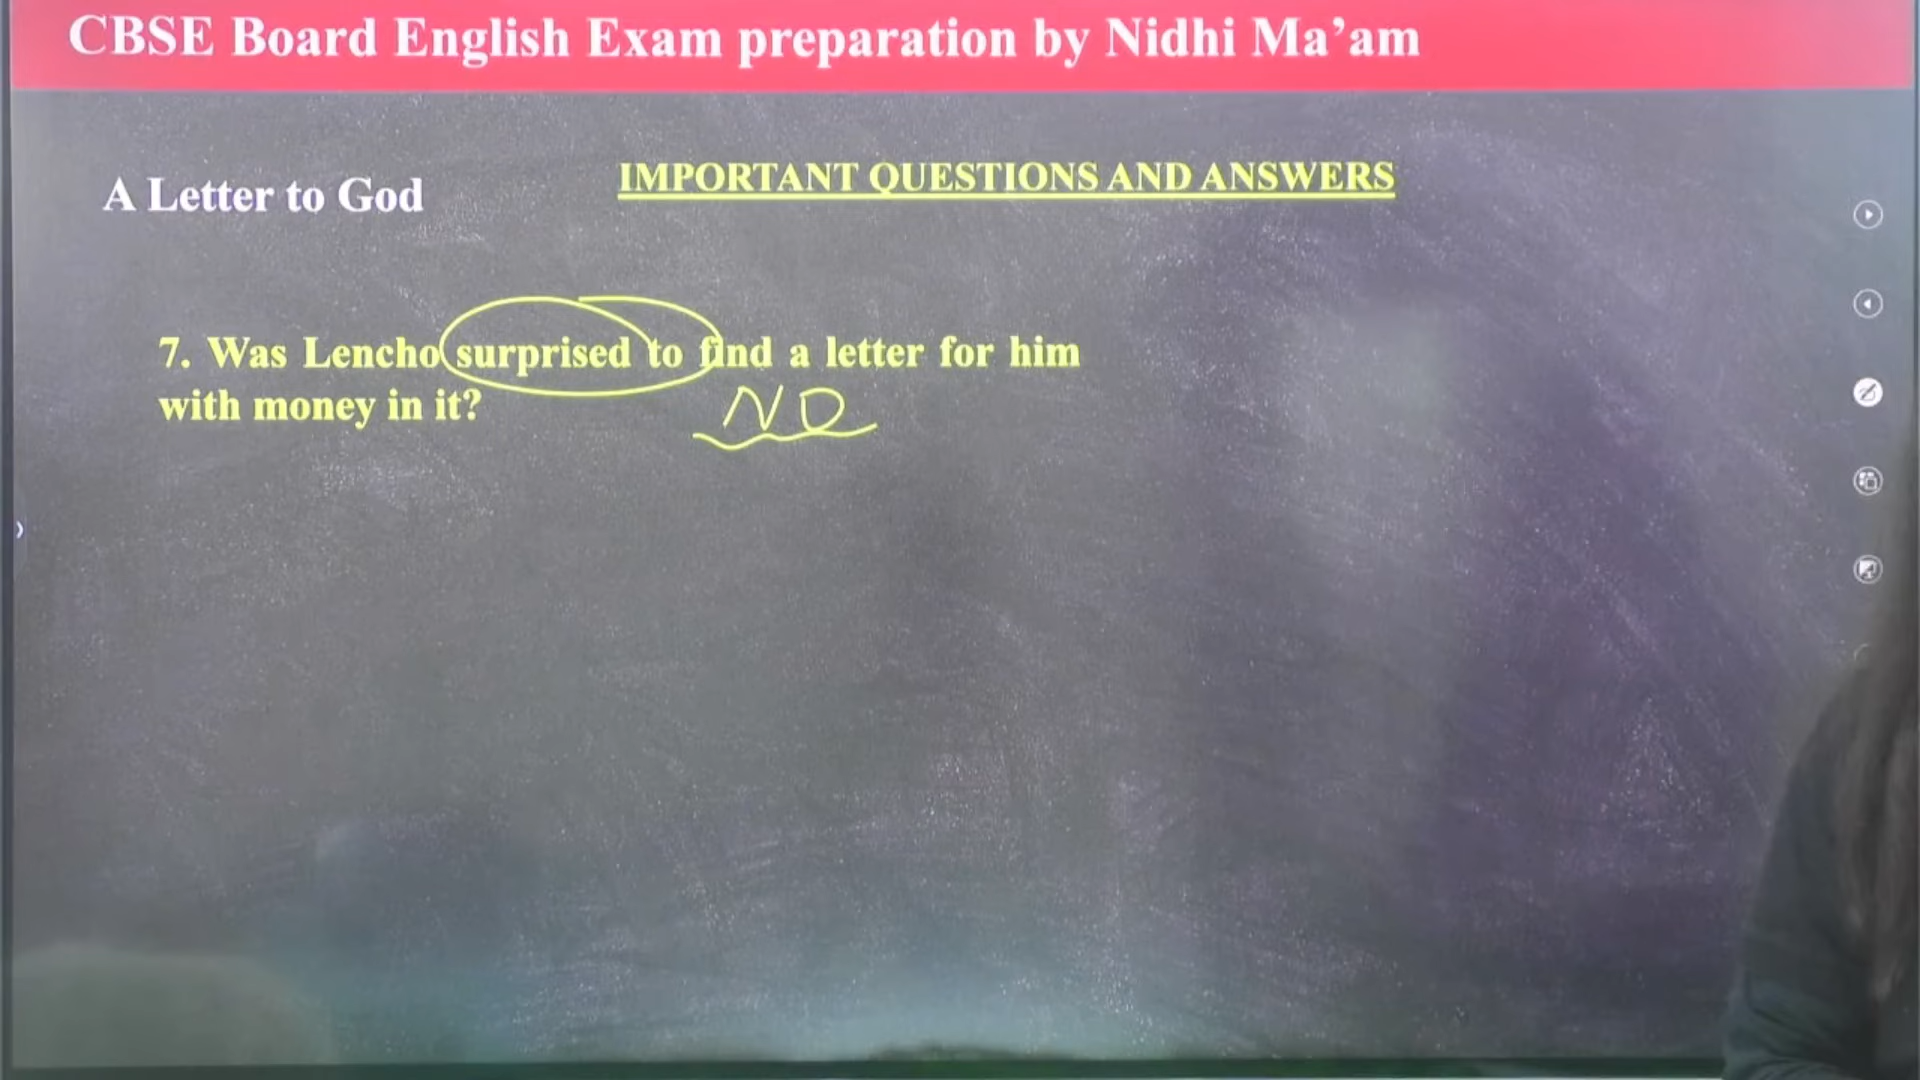 CBSE Board English Exam preparation by Nidhi Ma’am
A Letter to God
IMPORTANT QUESTIONS AND ANSWERS
7. Was Lencho surprised to find a letter for him
with money in it?
NO